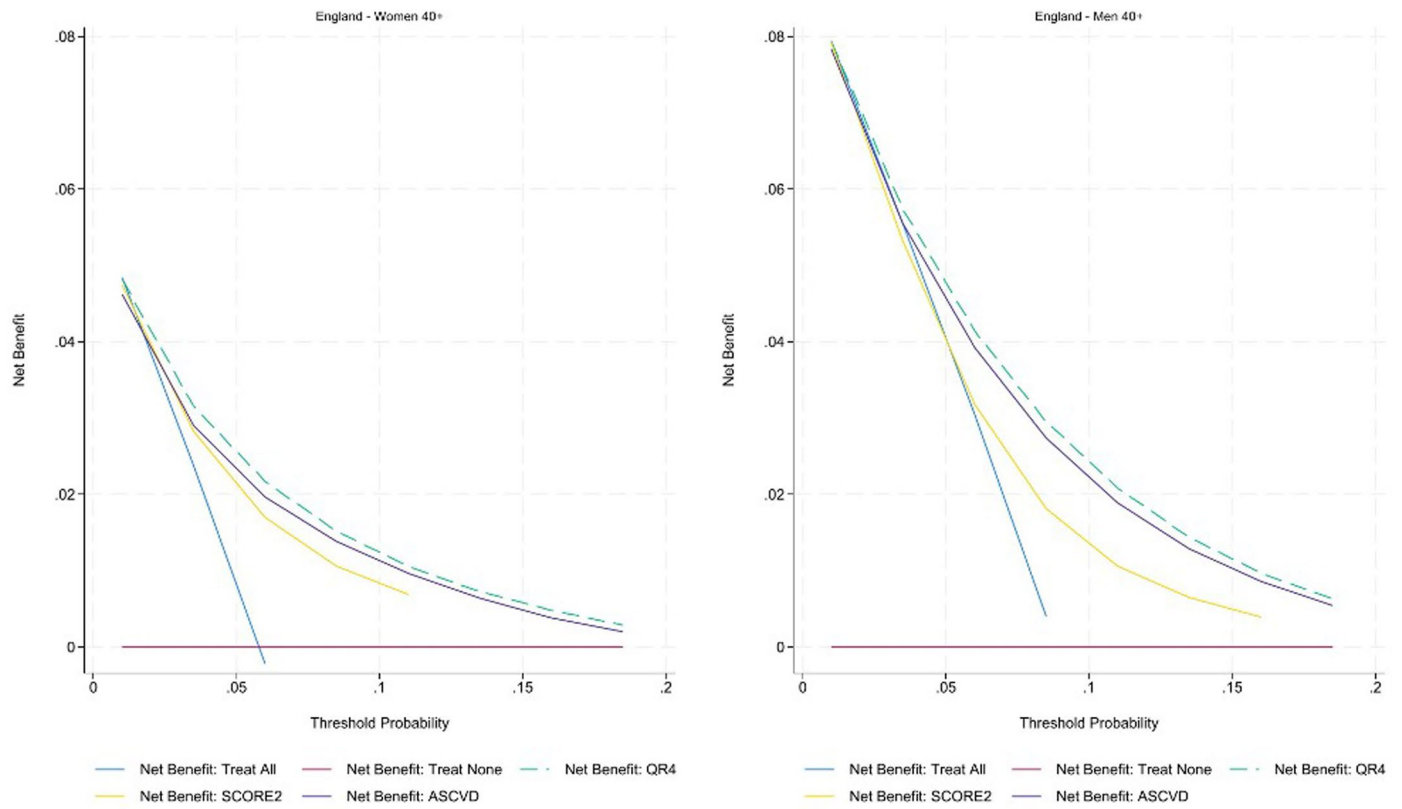 England - Women 40+
.08
.06
.04
.02
0
Net Benefit
0 .05 .1 .15 .2
Threshold Probability
Net Benefit: Treat All Net Benefit: Treat None Net Benefit: QR4
Net Benefit: SCORE2 Net Benefit: ASCVD
England - Men 40+
.08
.06
.04
.02
0
Net Benefit
0 .05 .1 .15 .2
Threshold Probability
Net Benefit: Treat All Net Benefit: Treat None Net Benefit: QR4
Net Benefit: SCORE2 Net Benefit: ASCVD